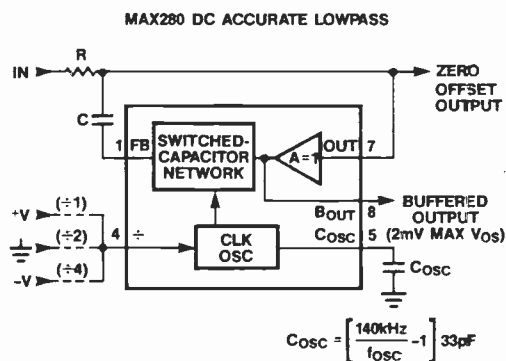 MAX280 DC ACCURATE LOWPASS
R
IN
ZERO
OFFSET
OUTPUT
C
1 FB
SWITCHED-
CAPACITOR
NETWORK
A=1
OUT 7
+V (÷1)
(÷2)
−V (÷4)
4 ÷
CLK
OSC
BOUT 8
BUFFERED
OUTPUT
(2mV MAX VOS)
COSC 5
COSC
COSC = [140kHz/fOSC −1] 33pF